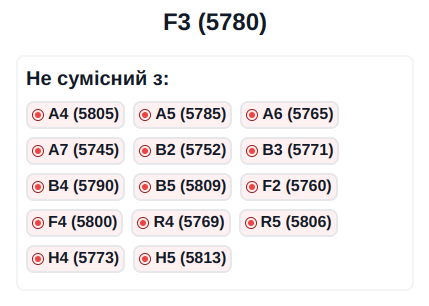 F3 (5780)
Не сумісний з:
A4 (5805) A5 (5785) A6 (5765)
A7 (5745) B2 (5752) B3 (5771)
B4 (5790) B5 (5809) F2 (5760)
F4 (5800) R4 (5769) R5 (5806)
H4 (5773) H5 (5813)